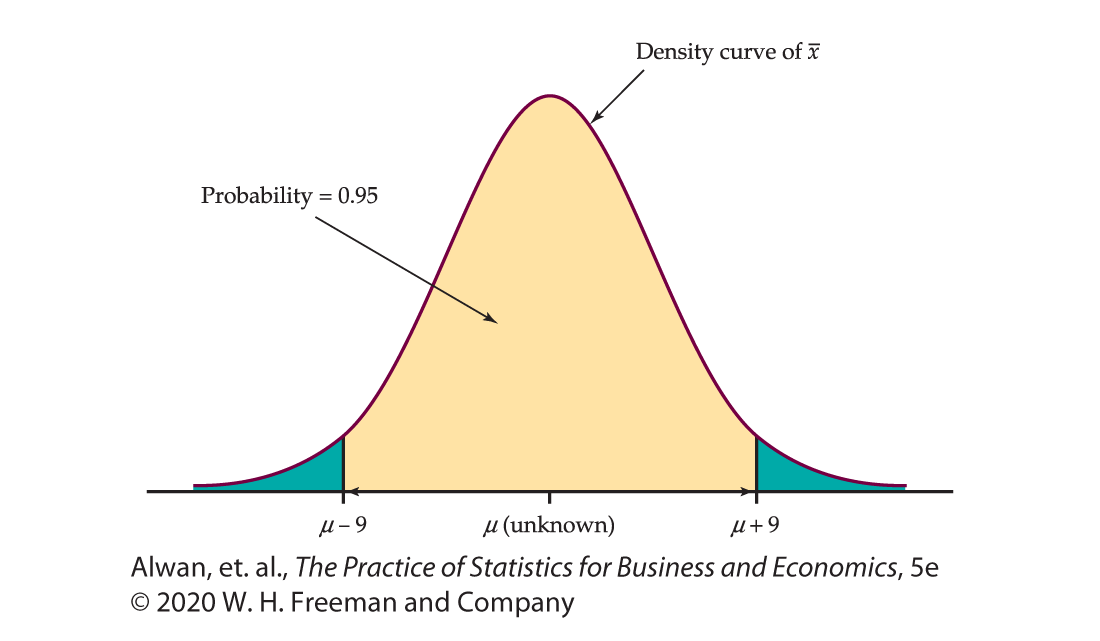 Density curve of x̅
Probability = 0.95
μ − 9
μ (unknown)
μ + 9
Alwan, et. al., The Practice of Statistics for Business and Economics, 5e
© 2020 W. H. Freeman and Company